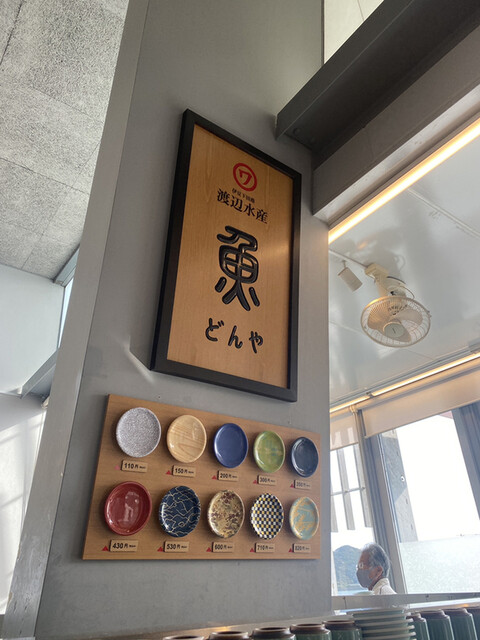 ワ
伊豆下田港
渡辺水産
魚
どんや
110円
150円
200円
300円
430円
530円
600円
710円